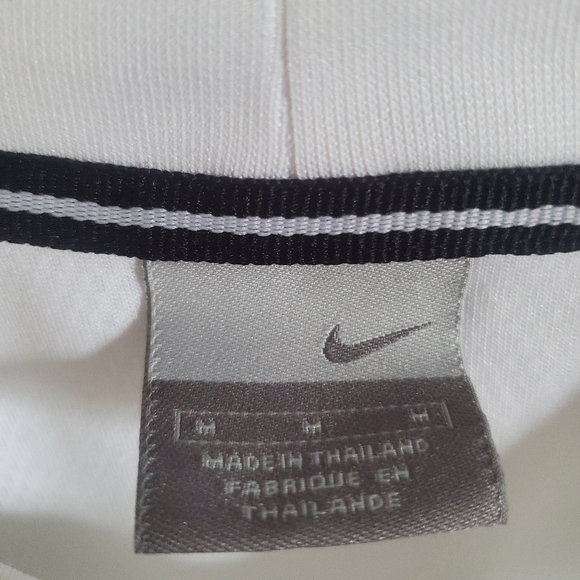 M M M
MADE IN THAILAND
FABRIQUE EN
THAILANDE